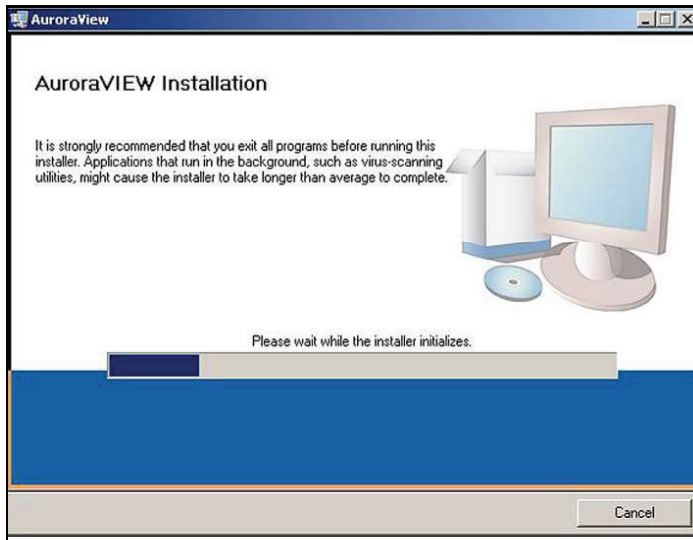 AuroraView
AuroraVIEW Installation
It is strongly recommended that you exit all programs before running this
installer. Applications that run in the background, such as virus-scanning
utilities, might cause the installer to take longer than average to complete.
Please wait while the installer initializes.
Cancel